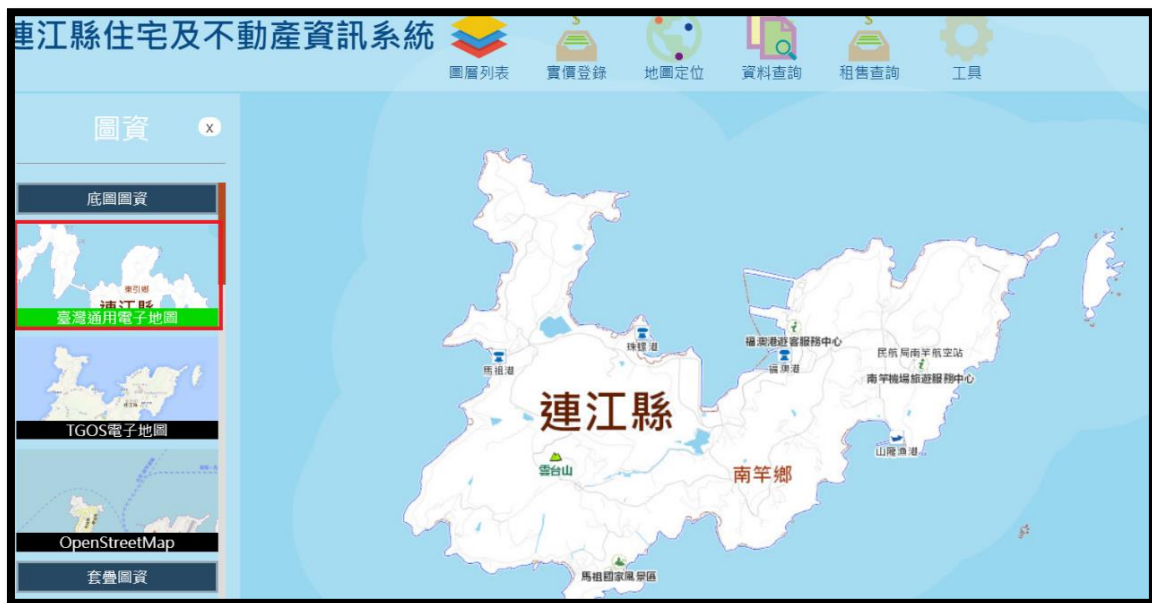 連江縣住宅及不動產資訊系統
圖層列表
實價登錄
地圖定位
資料查詢
租售查詢
工具
圖資
X
底圖圖資
東引鄉
連江縣
臺灣通用電子地圖
TGOS電子地圖
OpenStreetMap
套疊圖資
珠螺港
馬祖港
福澳港遊客服務中心
福澳港
民航局南竿航空站
南竿機場旅遊服務中心
連江縣
山隴漁港
雲台山
南竿鄉
馬祖國家風景區